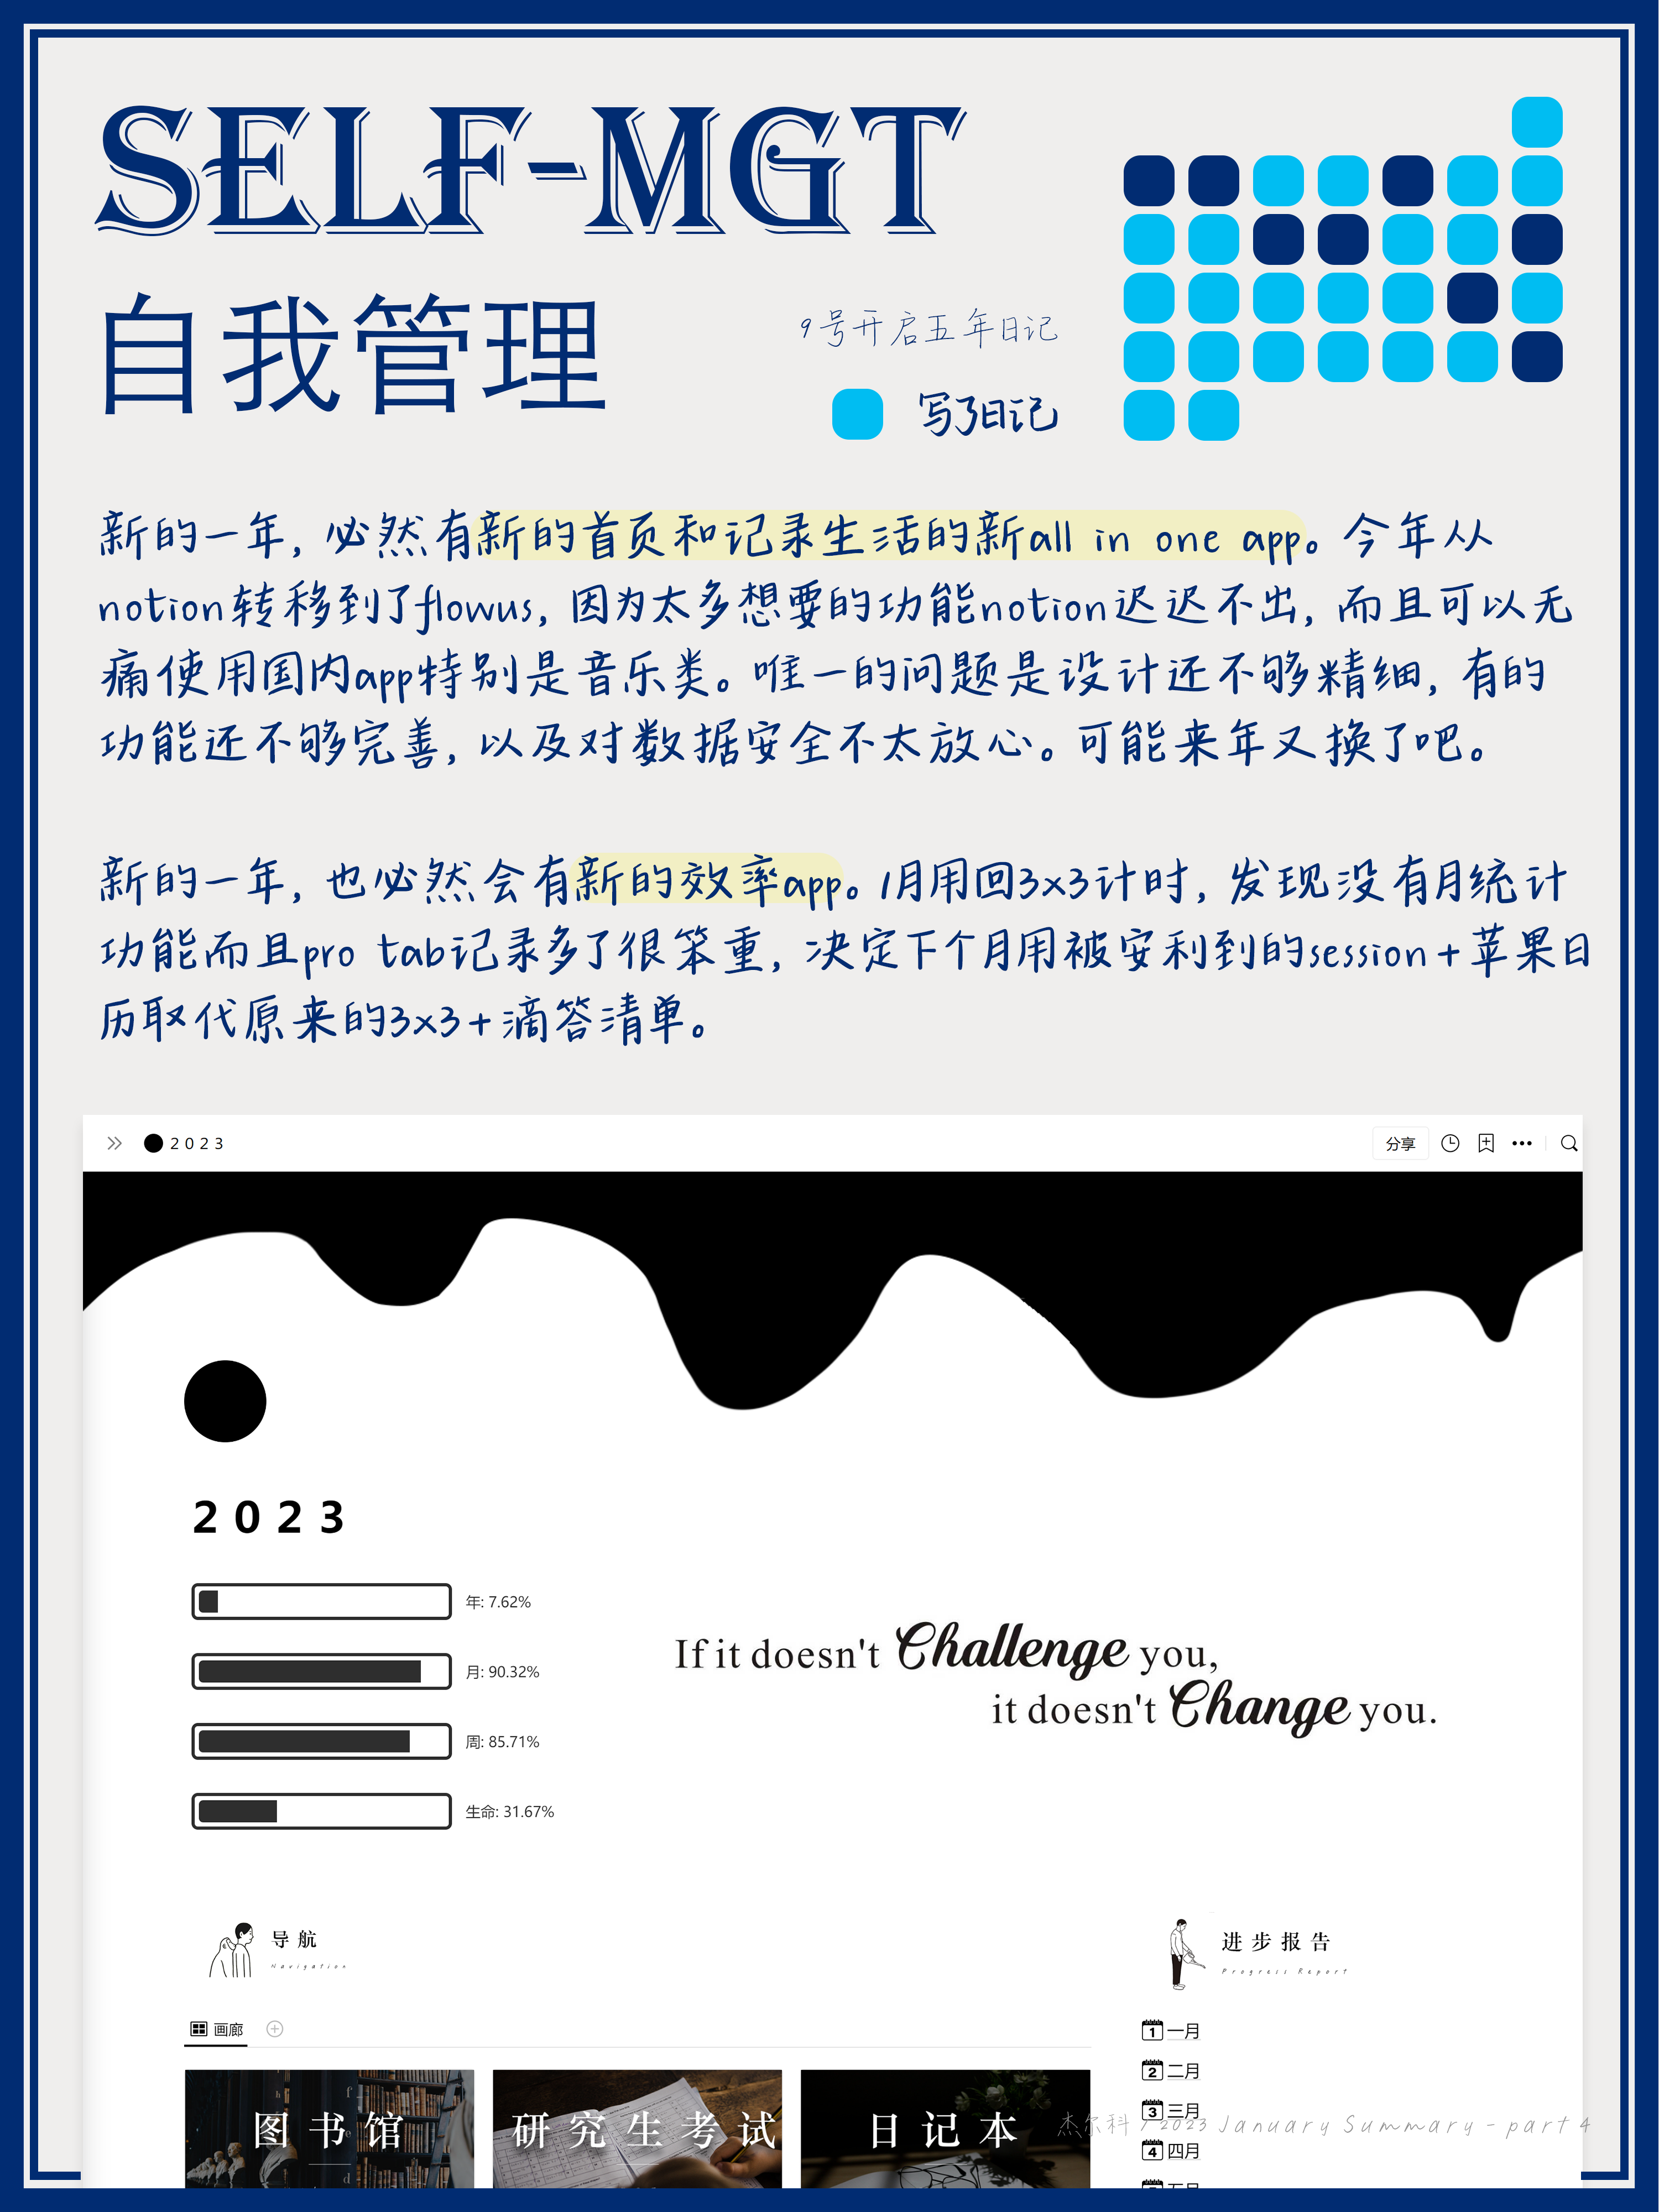 SELF-MGT
自我管理
9号开启五年日记
写了日记
新的一年，必然有新的首页和记录生活的新all in one app。今年从
notion转移到了flowus，因为太多想要的功能notion迟迟不出，而且可以无
痛使用国内app特别是音乐类。唯一的问题是设计还不够精细，有的
功能还不够完善，以及对数据安全不太放心。可能来年又换了吧。
新的一年，也必然会有新的效率app。1月用回3x3计时，发现没有月统计
功能而且pro tab记录多了很笨重，决定下个月用被安利到的session+苹果日
历取代原来的3x3+滴答清单。
2023
分享
2023
年: 7.62%
月: 90.32%
周: 85.71%
生命: 31.67%
If it doesn't Challenge you,
it doesn't Change you.
导航
Navigation
进步报告
Progress Report
画廊
1 一月
2 二月
3 三月
4 四月
图书馆
研究生考试
日记本
杰尔科 / 2023 January Summary - part 4